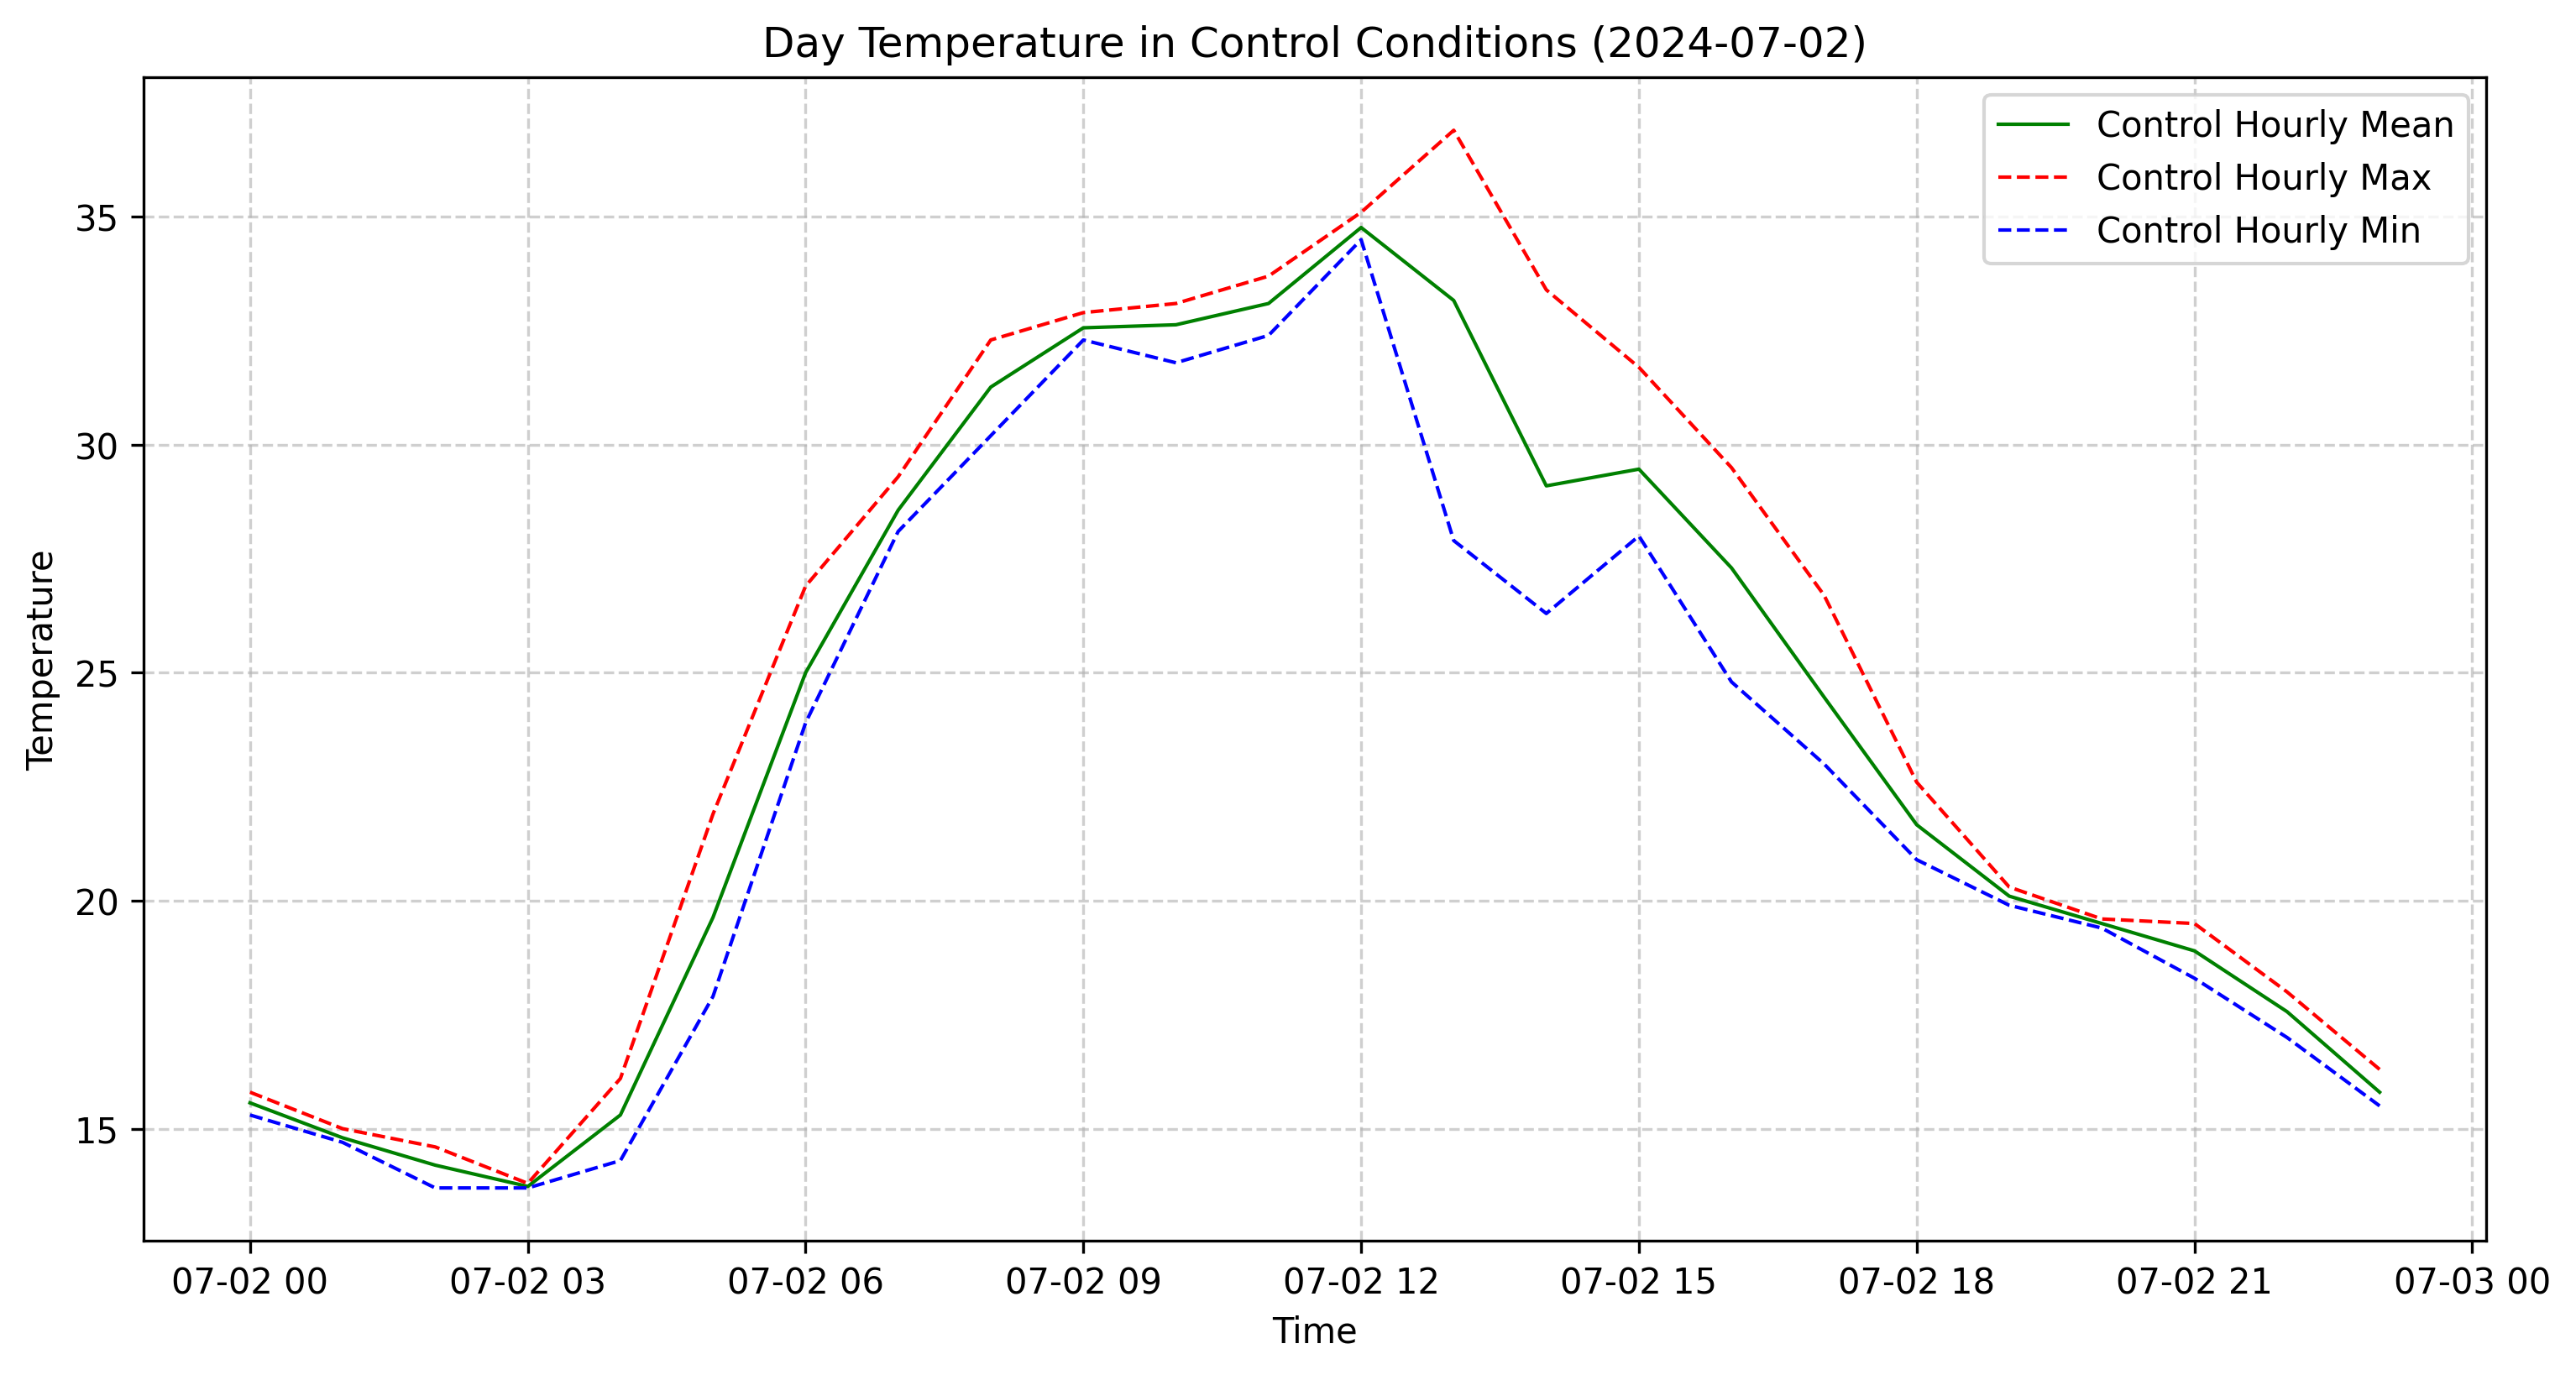 Day Temperature in Control Conditions (2024-07-02)
Control Hourly Mean
Control Hourly Max
Control Hourly Min
35
30
25
20
15
Temperature
07-02 00
07-02 03
07-02 06
07-02 09
07-02 12
07-02 15
07-02 18
07-02 21
07-03 00
Time